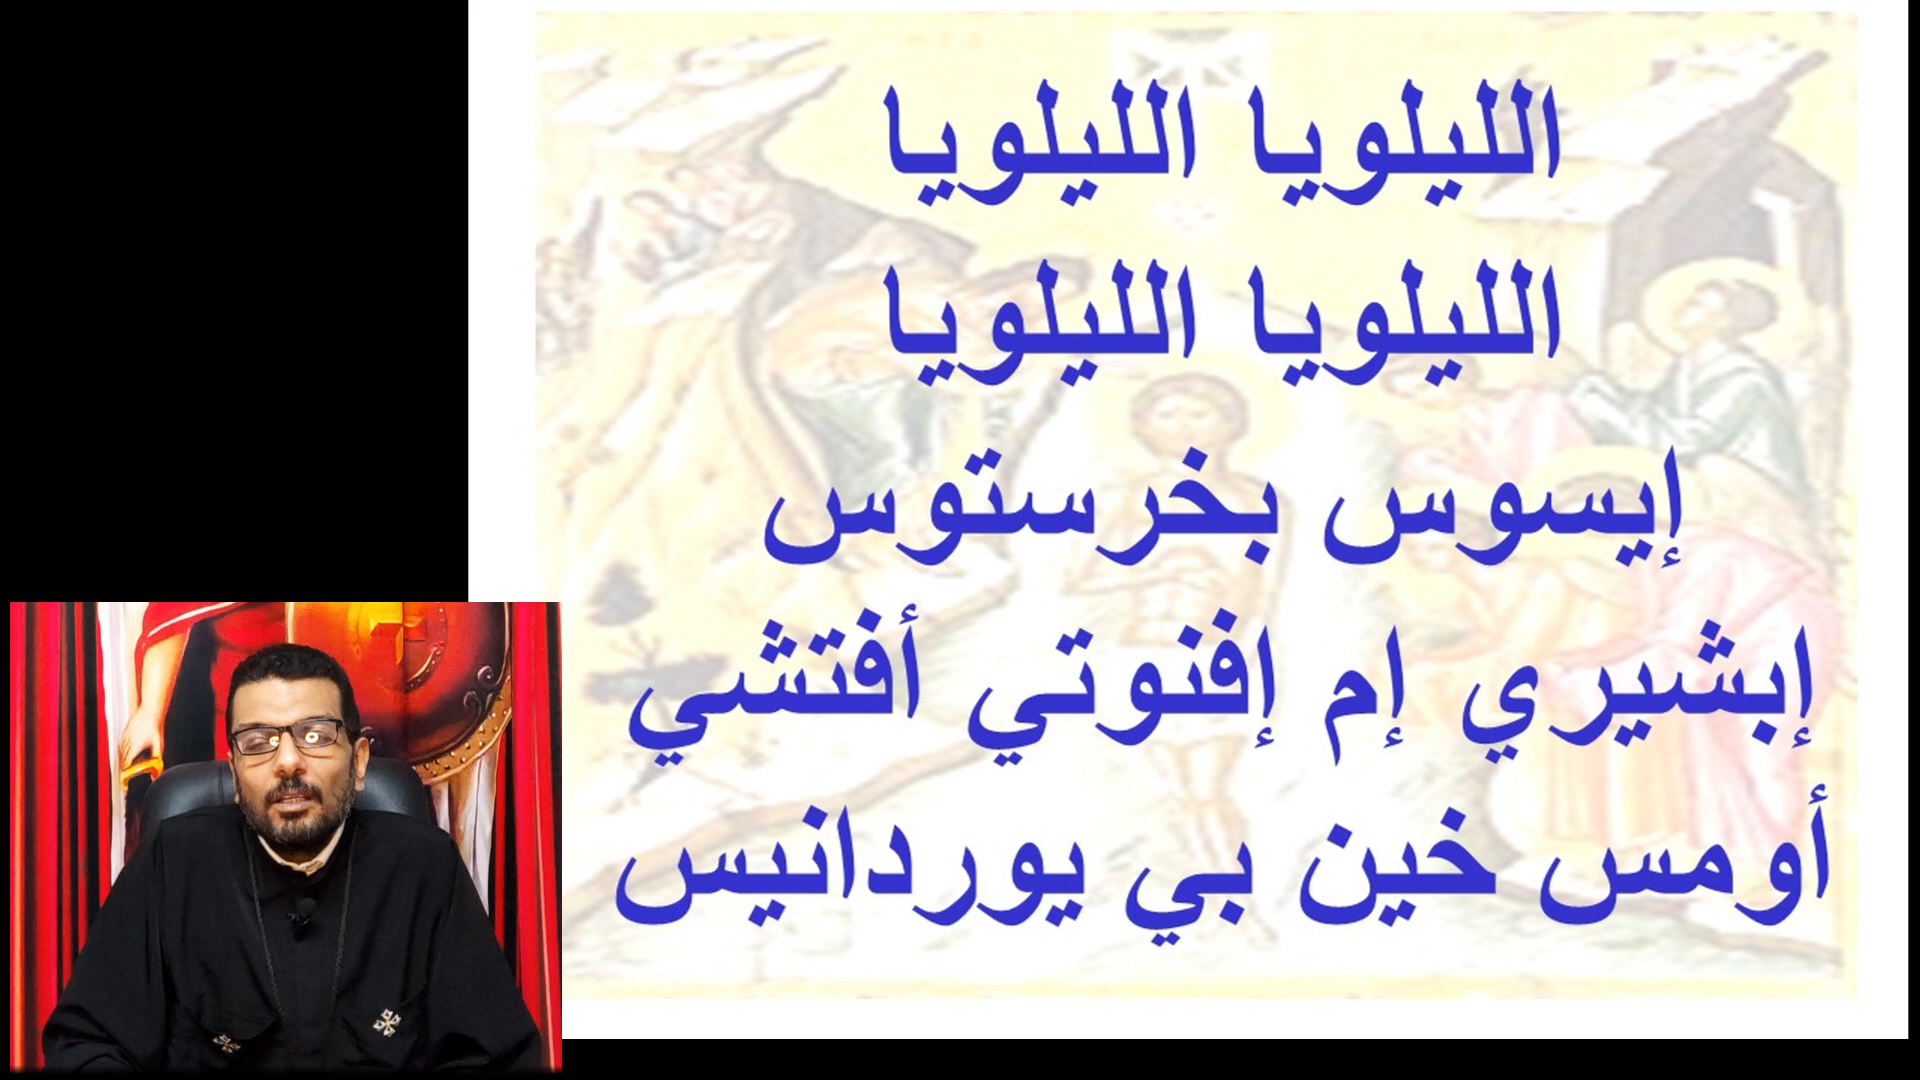 الليلويا الليلويا
الليلويا الليلويا
إيسوس بخرستوس
إبشيري إم إفنوتي أفتشي
أومس خين بي يوردانيس